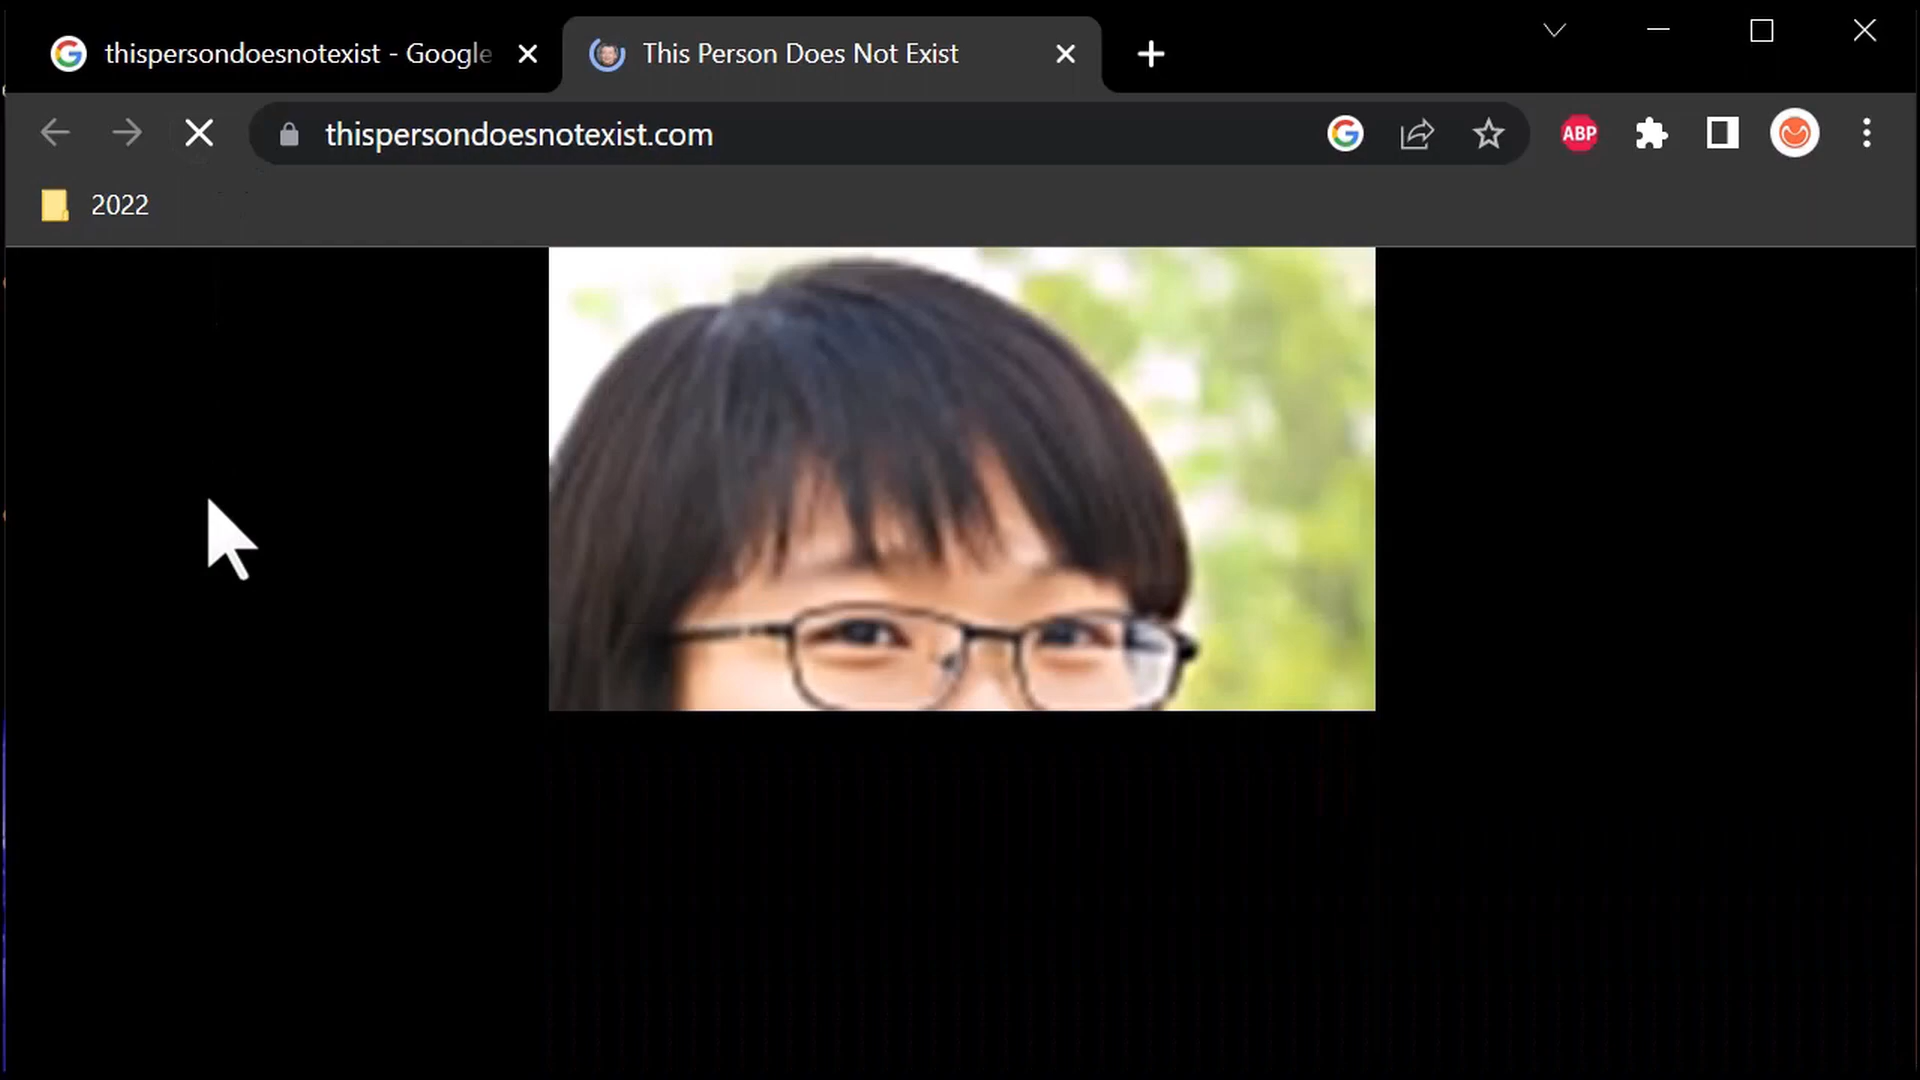 thispersondoesnotexist - Google
This Person Does Not Exist
thispersondoesnotexist.com
ABP
2022